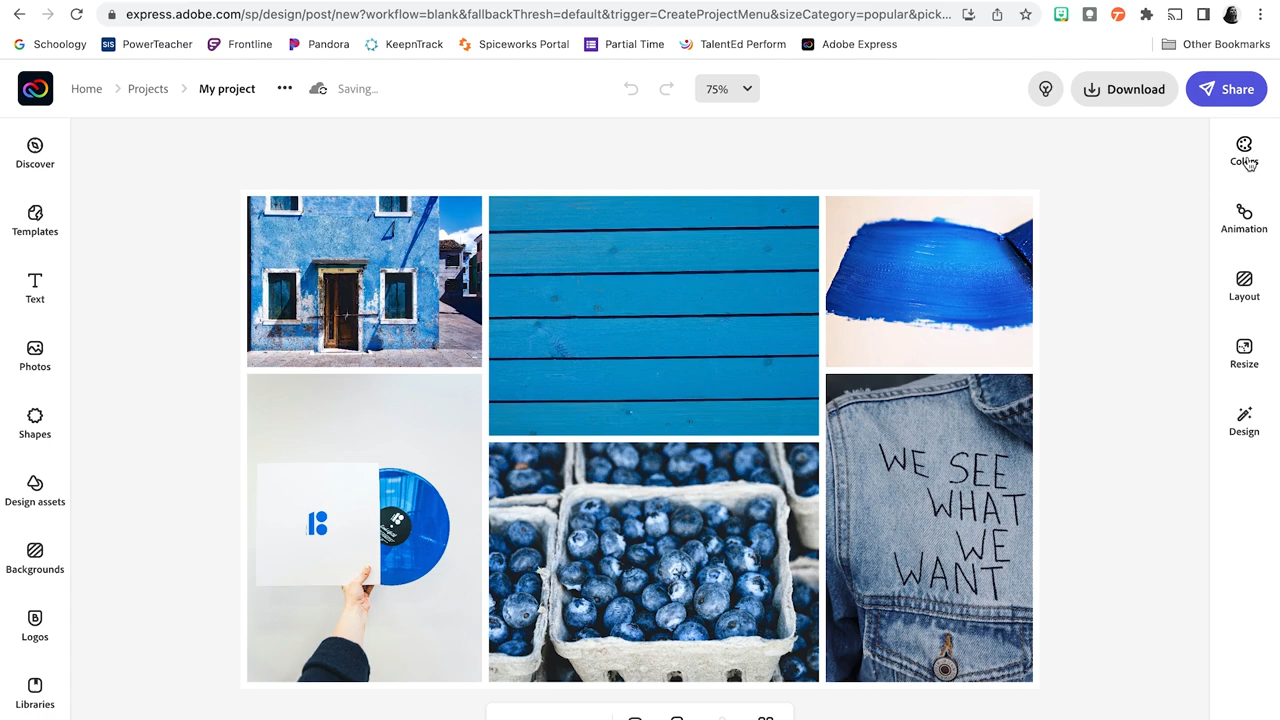 express.adobe.com/sp/design/post/new?workflow=blank&fallbackThresh=default&trigger=CreateProjectMenu&sizeCategory=popular&pick...
Schoology SIS PowerTeacher Frontline Pandora KeepnTrack Spiceworks Portal Partial Time TalentEd Perform Adobe Express Other Bookmarks
Home Projects My project ••• Saving... 75% Download Share
Discover
Templates
Text
Photos
Shapes
Design assets
Backgrounds
Logos
Libraries
WE SEE
WHAT
WE
WANT
Colors
Animation
Layout
Resize
Design